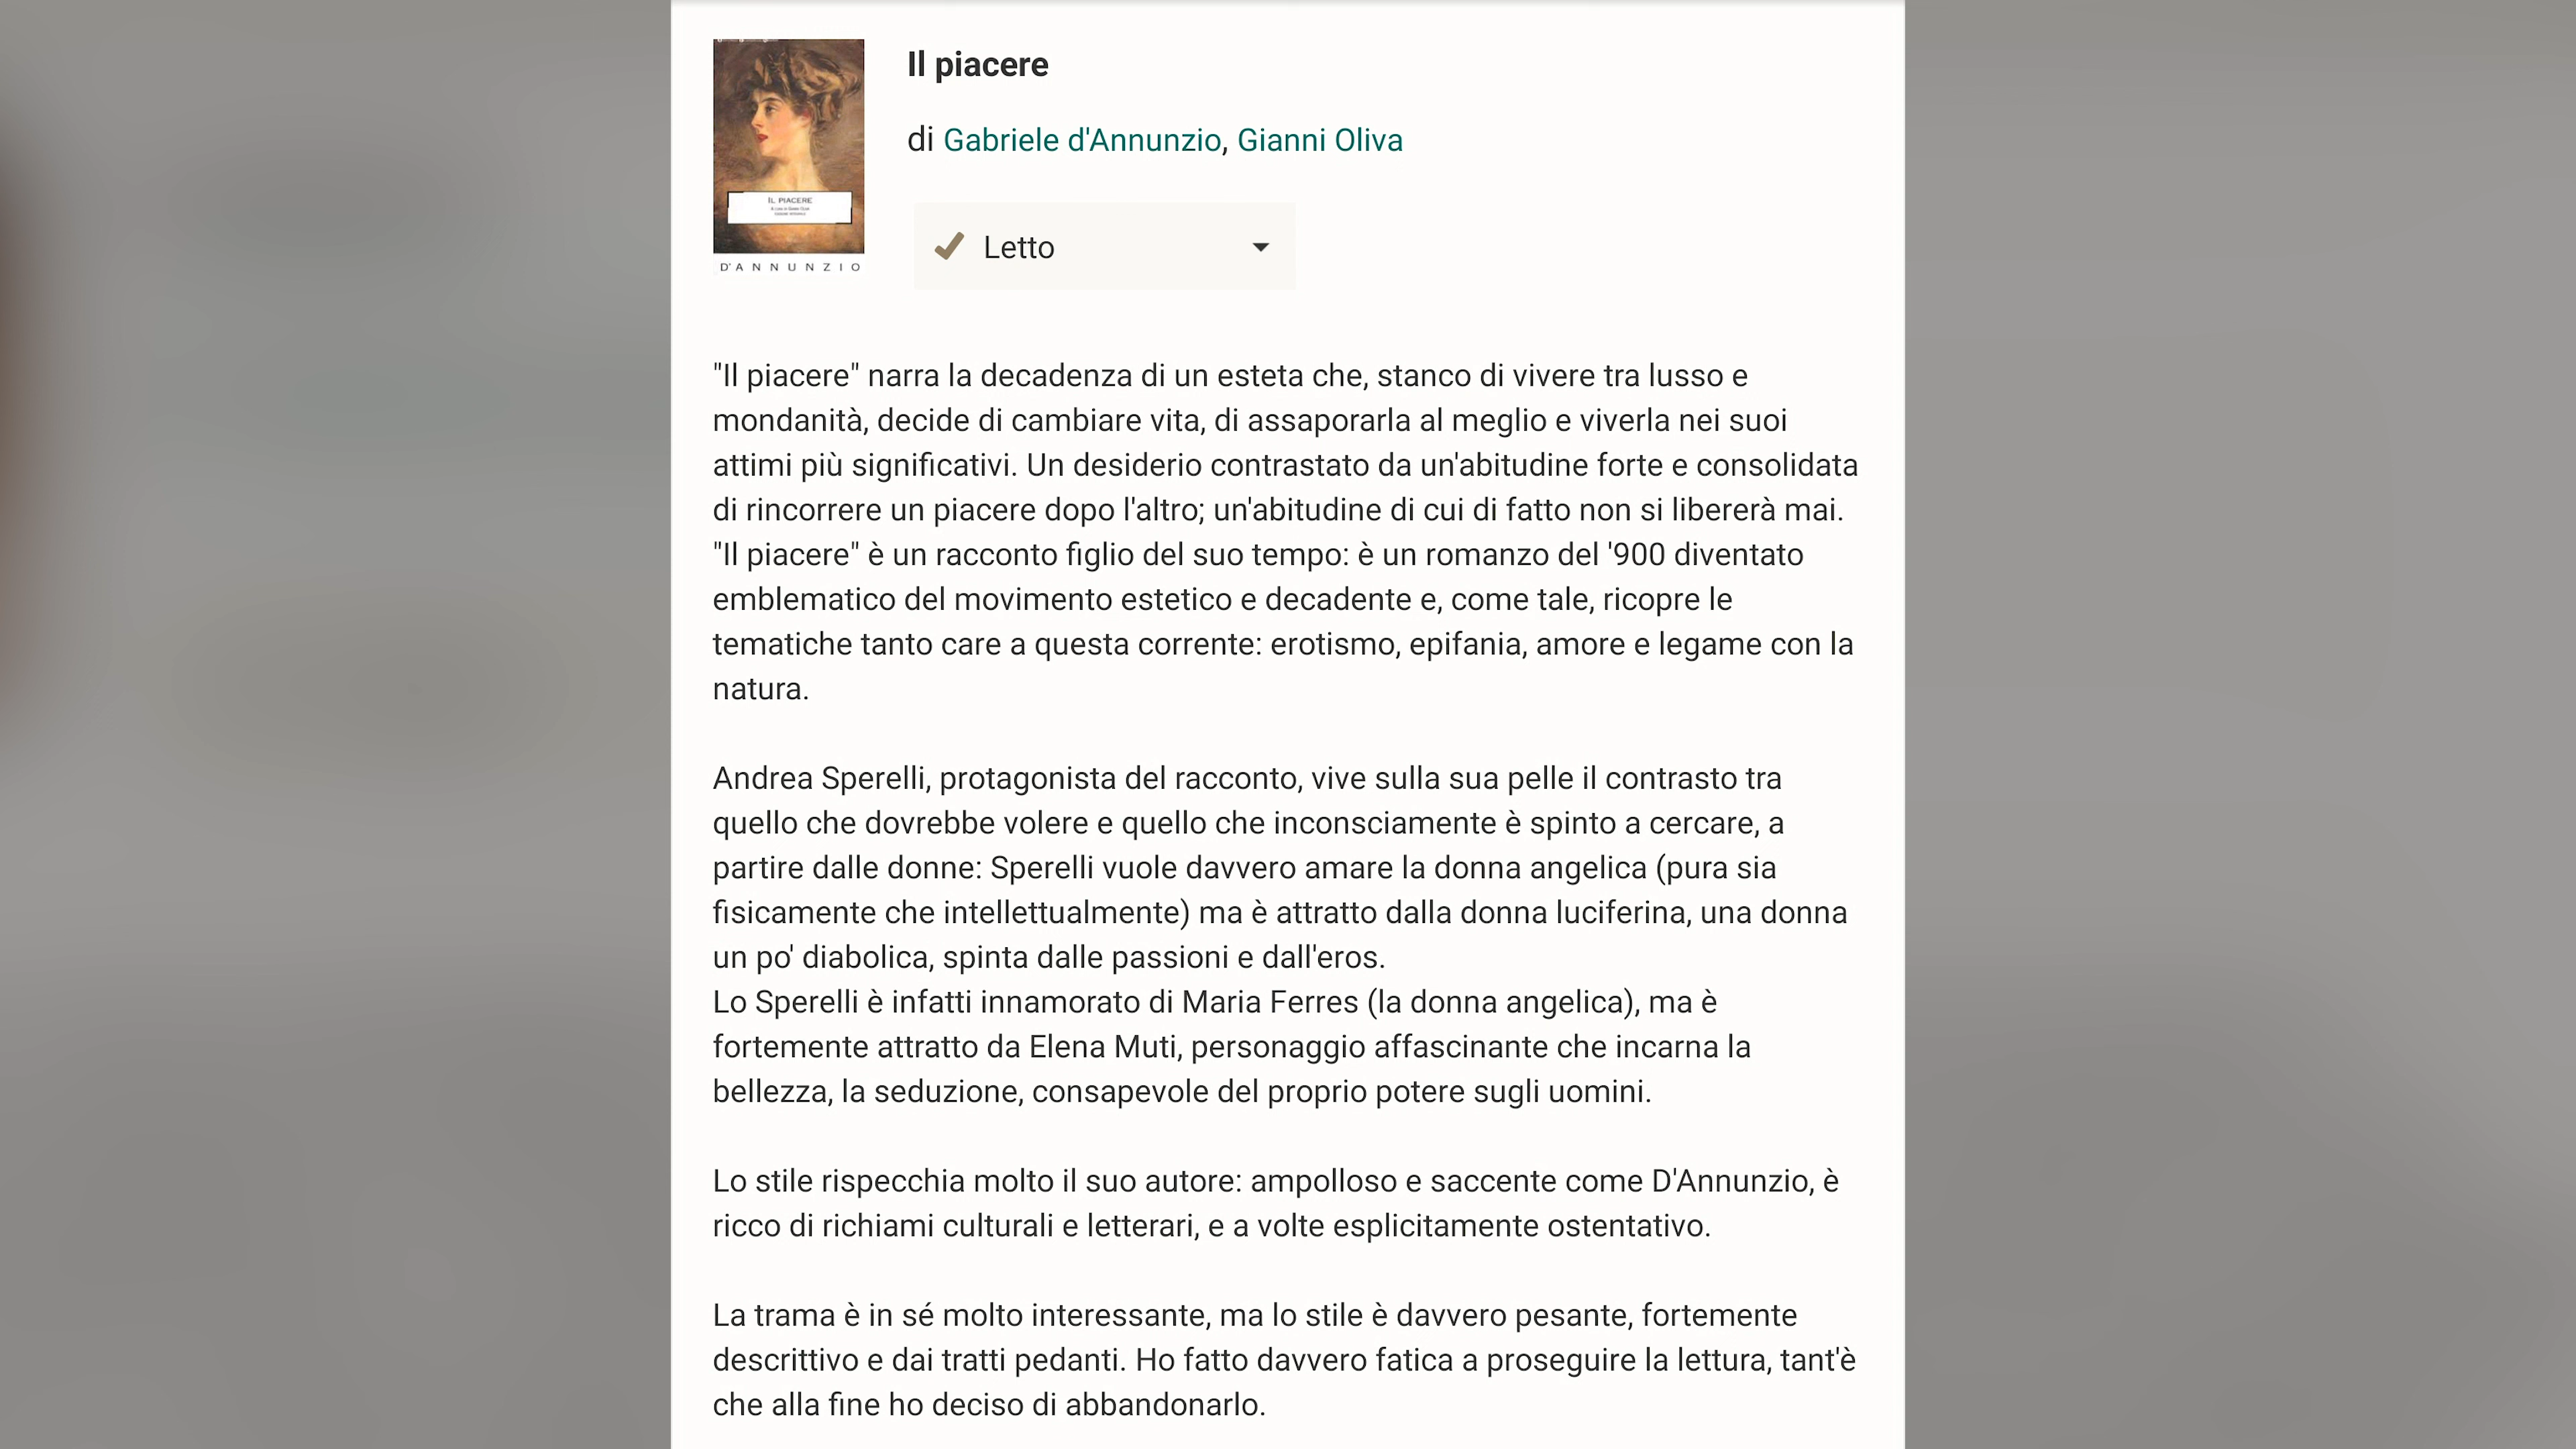 Il piacere
di Gabriele d'Annunzio, Gianni Oliva
IL PIACERE
D'ANNUNZIO
Letto
"Il piacere" narra la decadenza di un esteta che, stanco di vivere tra lusso e
mondanità, decide di cambiare vita, di assaporarla al meglio e viverla nei suoi
attimi più significativi. Un desiderio contrastato da un'abitudine forte e consolidata
di rincorrere un piacere dopo l'altro; un'abitudine di cui di fatto non si libererà mai.
"Il piacere" è un racconto figlio del suo tempo: è un romanzo del '900 diventato
emblematico del movimento estetico e decadente e, come tale, ricopre le
tematiche tanto care a questa corrente: erotismo, epifania, amore e legame con la
natura.
Andrea Sperelli, protagonista del racconto, vive sulla sua pelle il contrasto tra
quello che dovrebbe volere e quello che inconsciamente è spinto a cercare, a
partire dalle donne: Sperelli vuole davvero amare la donna angelica (pura sia
fisicamente che intellettualmente) ma è attratto dalla donna luciferina, una donna
un po' diabolica, spinta dalle passioni e dall'eros.
Lo Sperelli è infatti innamorato di Maria Ferres (la donna angelica), ma è
fortemente attratto da Elena Muti, personaggio affascinante che incarna la
bellezza, la seduzione, consapevole del proprio potere sugli uomini.
Lo stile rispecchia molto il suo autore: ampolloso e saccente come D'Annunzio, è
ricco di richiami culturali e letterari, e a volte esplicitamente ostentativo.
La trama è in sé molto interessante, ma lo stile è davvero pesante, fortemente
descrittivo e dai tratti pedanti. Ho fatto davvero fatica a proseguire la lettura, tant'è
che alla fine ho deciso di abbandonarlo.